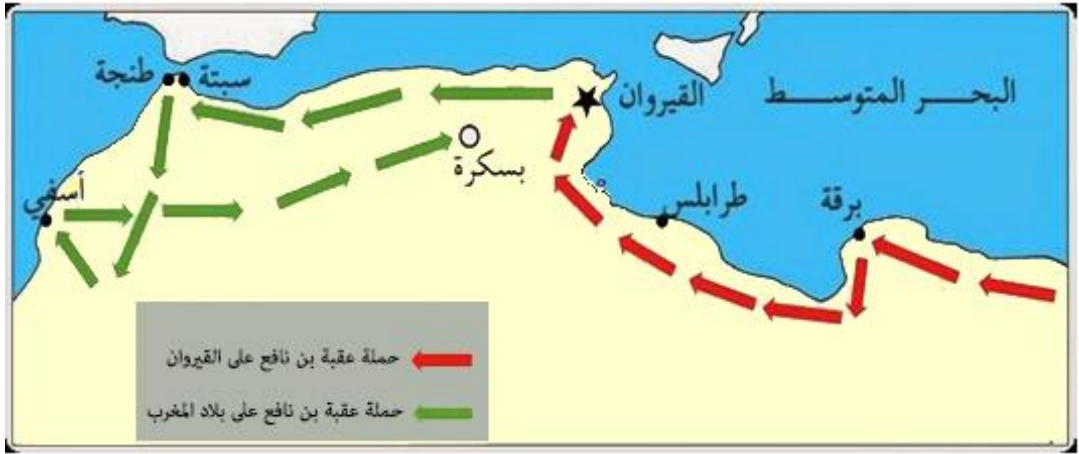 سبتة
طنجة
البحر المتوسط
القيروان
بسكرة
أسفي
طرابلس
برقة
حملة عقبة بن نافع على القيروان
حملة عقبة بن نافع على بلاد المغرب